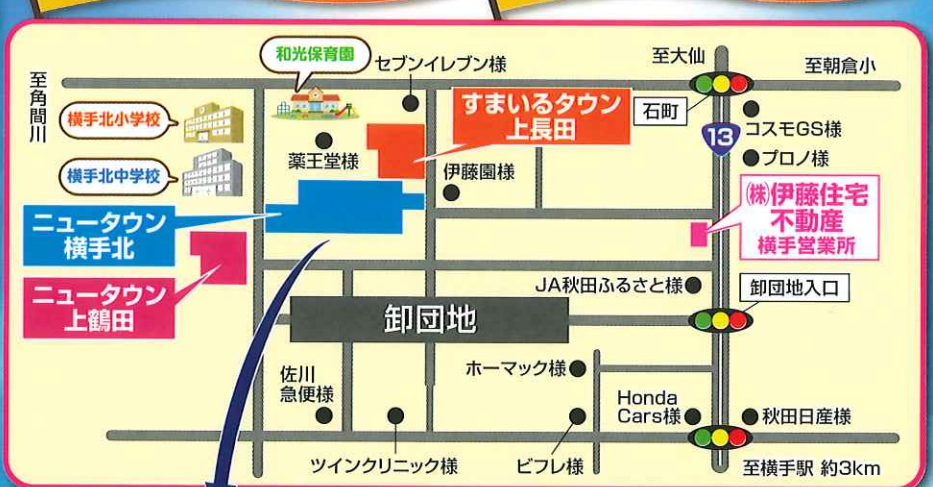 和光保育園
セブンイレブン様
至大仙
至朝倉小
至角間川
横手北小学校
すまいるタウン
上長田
石町
13
コスモGS様
プロノ様
薬王堂様
伊藤園様
横手北中学校
(株)伊藤住宅
不動産
横手営業所
ニュータウン
横手北
ニュータウン
上鶴田
JA秋田ふるさと様
卸団地入口
卸団地
佐川
急便様
ホーマック様
Honda
Cars様
秋田日産様
ツインクリニック様
ビフレ様
至横手駅 約3km